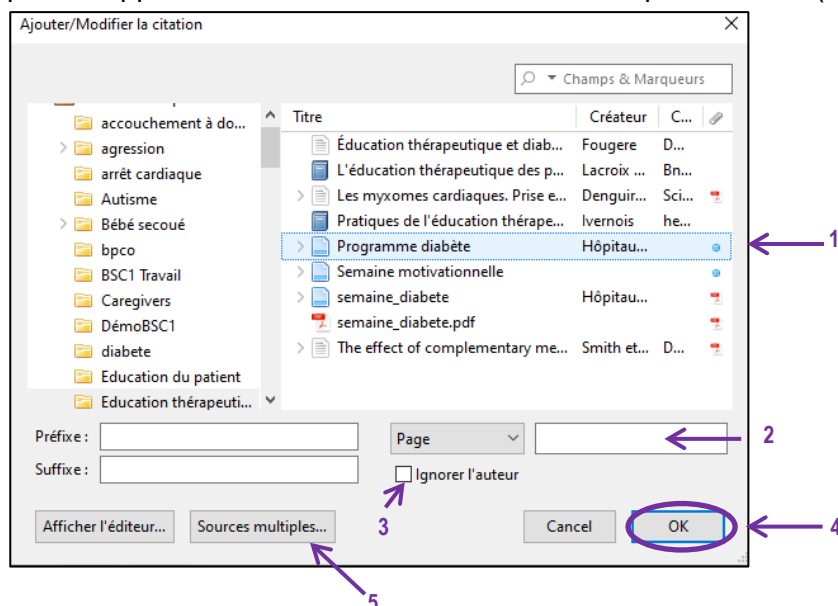 Ajouter/Modifier la citation
Champs & Marqueurs
accouchement à do...
agression
arrêt cardiaque
Autisme
Bébé secoué
bpco
BSC1 Travail
Caregivers
DémoBSC1
diabete
Education du patient
Education thérapeuti...
Titre Créateur C...
Éducation thérapeutique et diab... Fougere D...
L'éducation thérapeutique des p... Lacroix ... Bn...
Les myxomes cardiaques. Prise e... Denguir... Sci...
Pratiques de l'éducation thérape... Ivernois he...
Programme diabète Hôpitau... 1
Semaine motivationnelle
semaine_diabete Hôpitau...
semaine_diabete.pdf
The effect of complementary me... Smith et... D...
Préfixe : Page 2
Suffixe : Ignorer l'auteur
3
Afficher l'éditeur... Sources multiples... Cancel OK 4
5